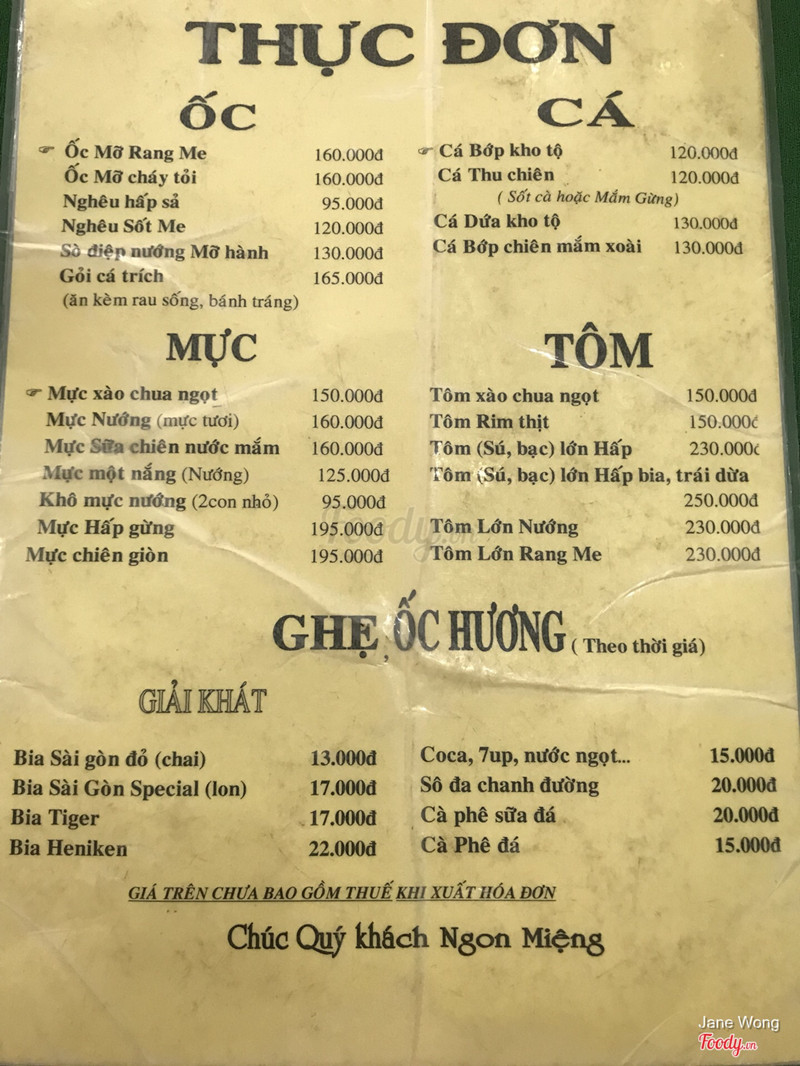 THỰC ĐƠN
ỐC
☞ Ốc Mỡ Rang Me 160.000đ
Ốc Mỡ cháy tỏi 160.000đ
Nghêu hấp sả 95.000đ
Nghêu Sốt Me 120.000đ
Sò điệp nướng Mỡ hành 130.000đ
Gỏi cá trích 165.000đ
(ăn kèm rau sống, bánh tráng)
CÁ
☞ Cá Bớp kho tộ 120.000đ
Cá Thu chiên 120.000đ
( Sốt cà hoặc Mắm Gừng)
Cá Dứa kho tộ 130.000đ
Cá Bớp chiên mắm xoài 130.000đ
MỰC
☞ Mực xào chua ngọt 150.000đ
Mực Nướng (mực tươi) 160.000đ
Mực Sữa chiên nước mắm 160.000đ
Mực một nắng (Nướng) 125.000đ
Khô mực nướng (2con nhỏ) 95.000đ
Mực Hấp gừng 195.000đ
Mực chiên giòn 195.000đ
TÔM
Tôm xào chua ngọt 150.000đ
Tôm Rim thịt 150.000đ
Tôm (Sú, bạc) lớn Hấp 230.000đ
Tôm (Sú, bạc) lớn Hấp bia, trái dừa
250.000đ
Tôm Lớn Nướng 230.000đ
Tôm Lớn Rang Me 230.000đ
GHẸ, ỐC HƯƠNG ( Theo thời giá)
GIẢI KHÁT
Bia Sài gòn đỏ (chai) 13.000đ
Bia Sài Gòn Special (lon) 17.000đ
Bia Tiger 17.000đ
Bia Heniken 22.000đ
Coca, 7up, nước ngọt... 15.000đ
Sô đa chanh đường 20.000đ
Cà phê sữa đá 20.000đ
Cà Phê đá 15.000đ
GIÁ TRÊN CHƯA BAO GỒM THUẾ KHI XUẤT HÓA ĐƠN
Chúc Quý khách Ngon Miệng
Jane Wong
Foody.vn